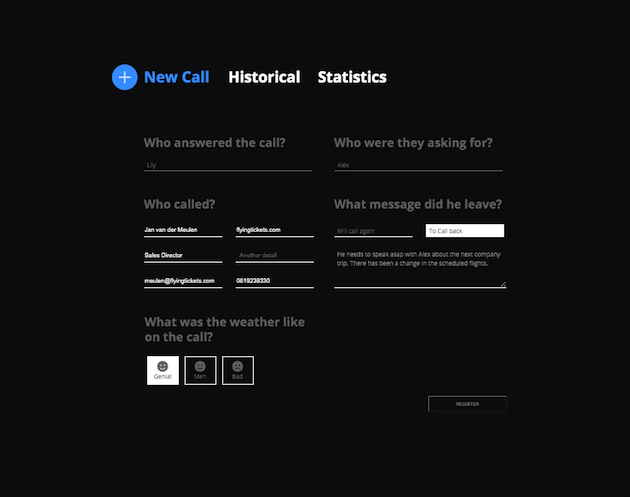 New Call Historical Statistics
Who answered the call? Who were they asking for?
Lily Alex
Who called? What message did he leave?
Jan van der Meulen flyingtickets.com Will call again To Call back
Sales Director Another detail
He needs to speak asap with Alex about the next company
trip. There has been a change in the scheduled flights.
meulen@flyingtickets.com 0619238330
What was the weather like
on the call?
Genial Meh Bad
REGISTER